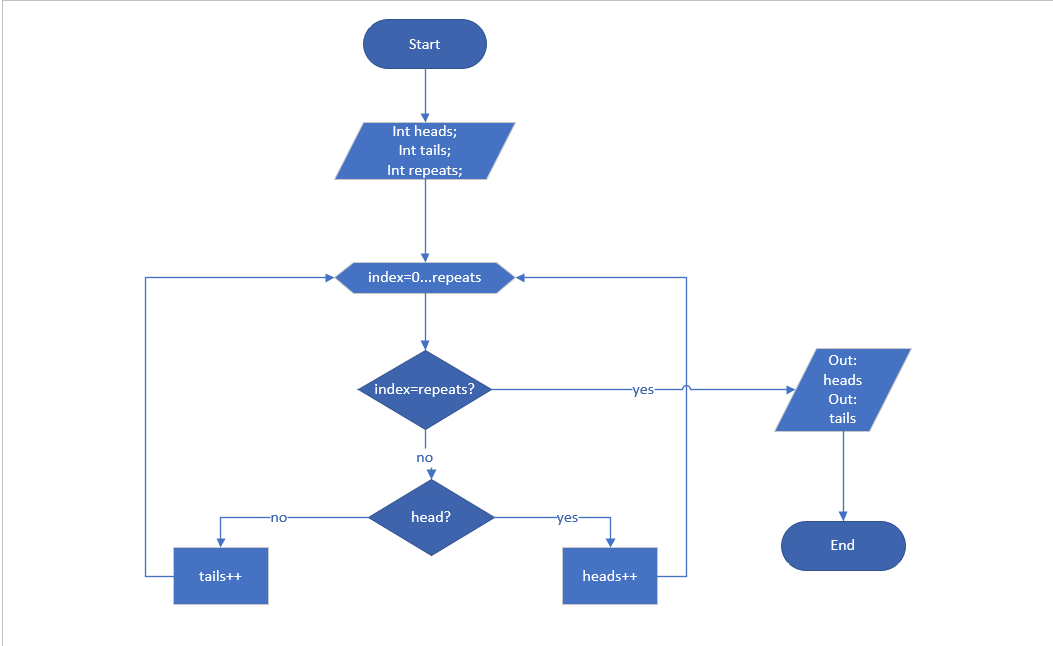 Start
Int heads;
Int tails;
Int repeats;
index=0...repeats
index=repeats?
yes
Out:
heads
Out:
tails
no
head?
no
yes
tails++
heads++
End